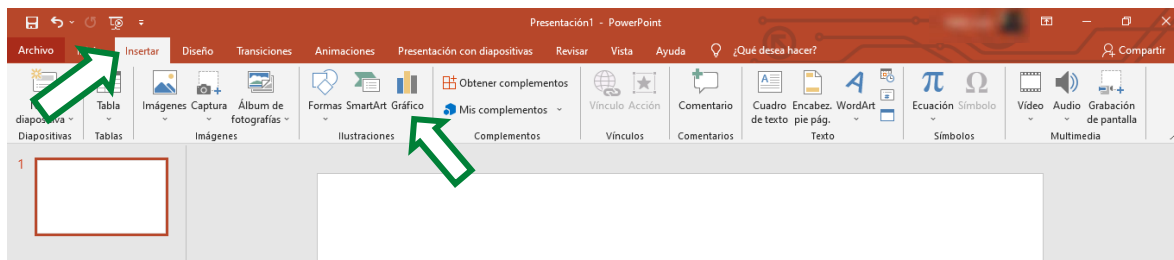 Presentación1 - PowerPoint
Archivo Insertar Diseño Transiciones Animaciones Presentación con diapositivas Revisar Vista Ayuda ¿Qué desea hacer? Compartir
diapositiva
Tabla
Imágenes Captura Álbum de
fotografías
Formas SmartArt Gráfico
Obtener complementos
Mis complementos
Vínculo Acción
Comentario
Cuadro Encabez. WordArt
de texto pie pág.
Ecuación Símbolo
Vídeo Audio Grabación
de pantalla
Diapositivas Tablas Imágenes Ilustraciones Complementos Vínculos Comentarios Texto Símbolos Multimedia
1